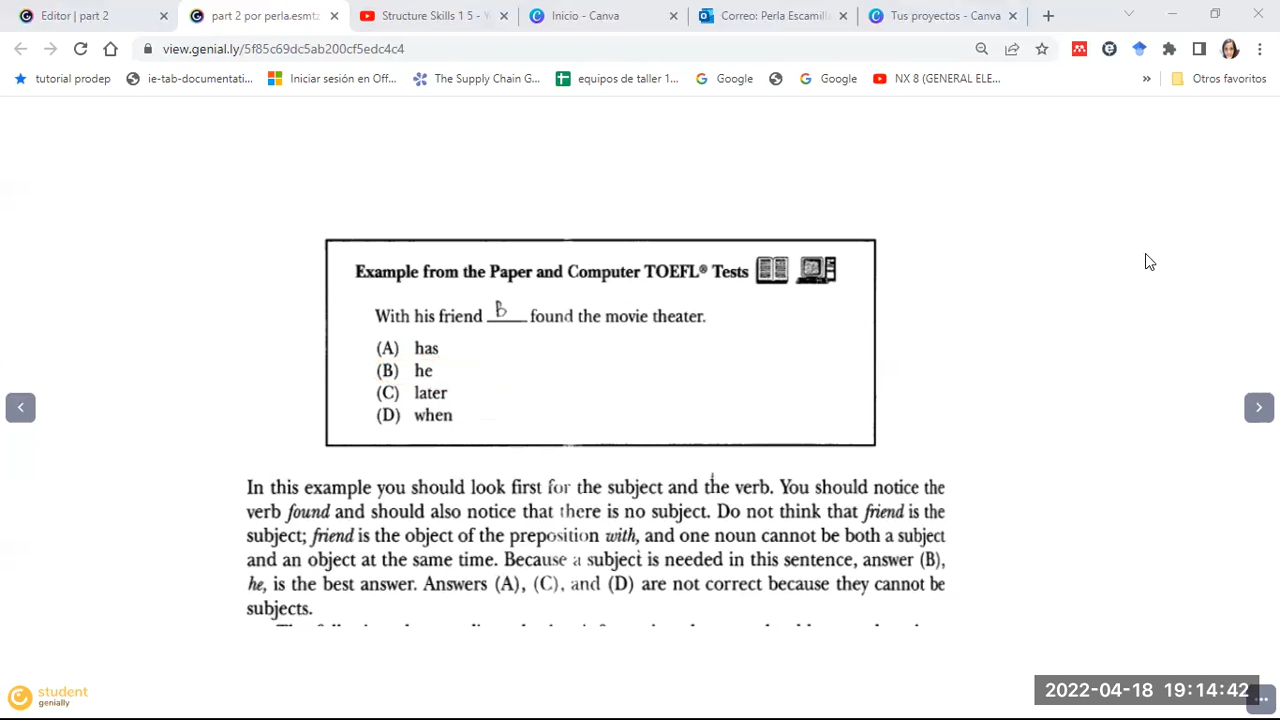 Editor | part 2
part 2 por perla.esmta
Structure Skills 1 5 - Y
Inicio - Canva
Correo: Perla Escamill
Tus proyectos - Canva
view.genial.ly/5f85c69dc5ab200cf5edc4c4
tutorial prodep
ie-tab-documentati...
Iniciar sesión en Off...
The Supply Chain G...
equipos de taller 1...
Google
Google
NX 8 (GENERAL ELE...
»
Otros favoritos
Example from the Paper and Computer TOEFL® Tests
With his friend __B__ found the movie theater.
(A) has
(B) he
(C) later
(D) when
In this example you should look first for the subject and the verb. You should notice the
verb found and should also notice that there is no subject. Do not think that friend is the
subject; friend is the object of the preposition with, and one noun cannot be both a subject
and an object at the same time. Because a subject is needed in this sentence, answer (B),
he, is the best answer. Answers (A), (C), and (D) are not correct because they cannot be
subjects.
student
genially
2022-04-18 19:14:42